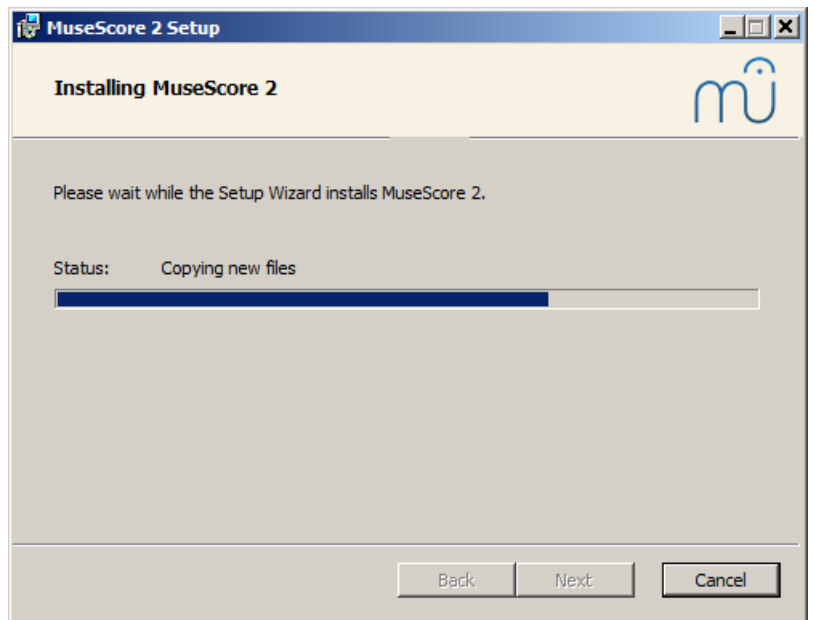 MuseScore 2 Setup
Installing MuseScore 2
mu
Please wait while the Setup Wizard installs MuseScore 2.
Status: Copying new files
Back Next Cancel